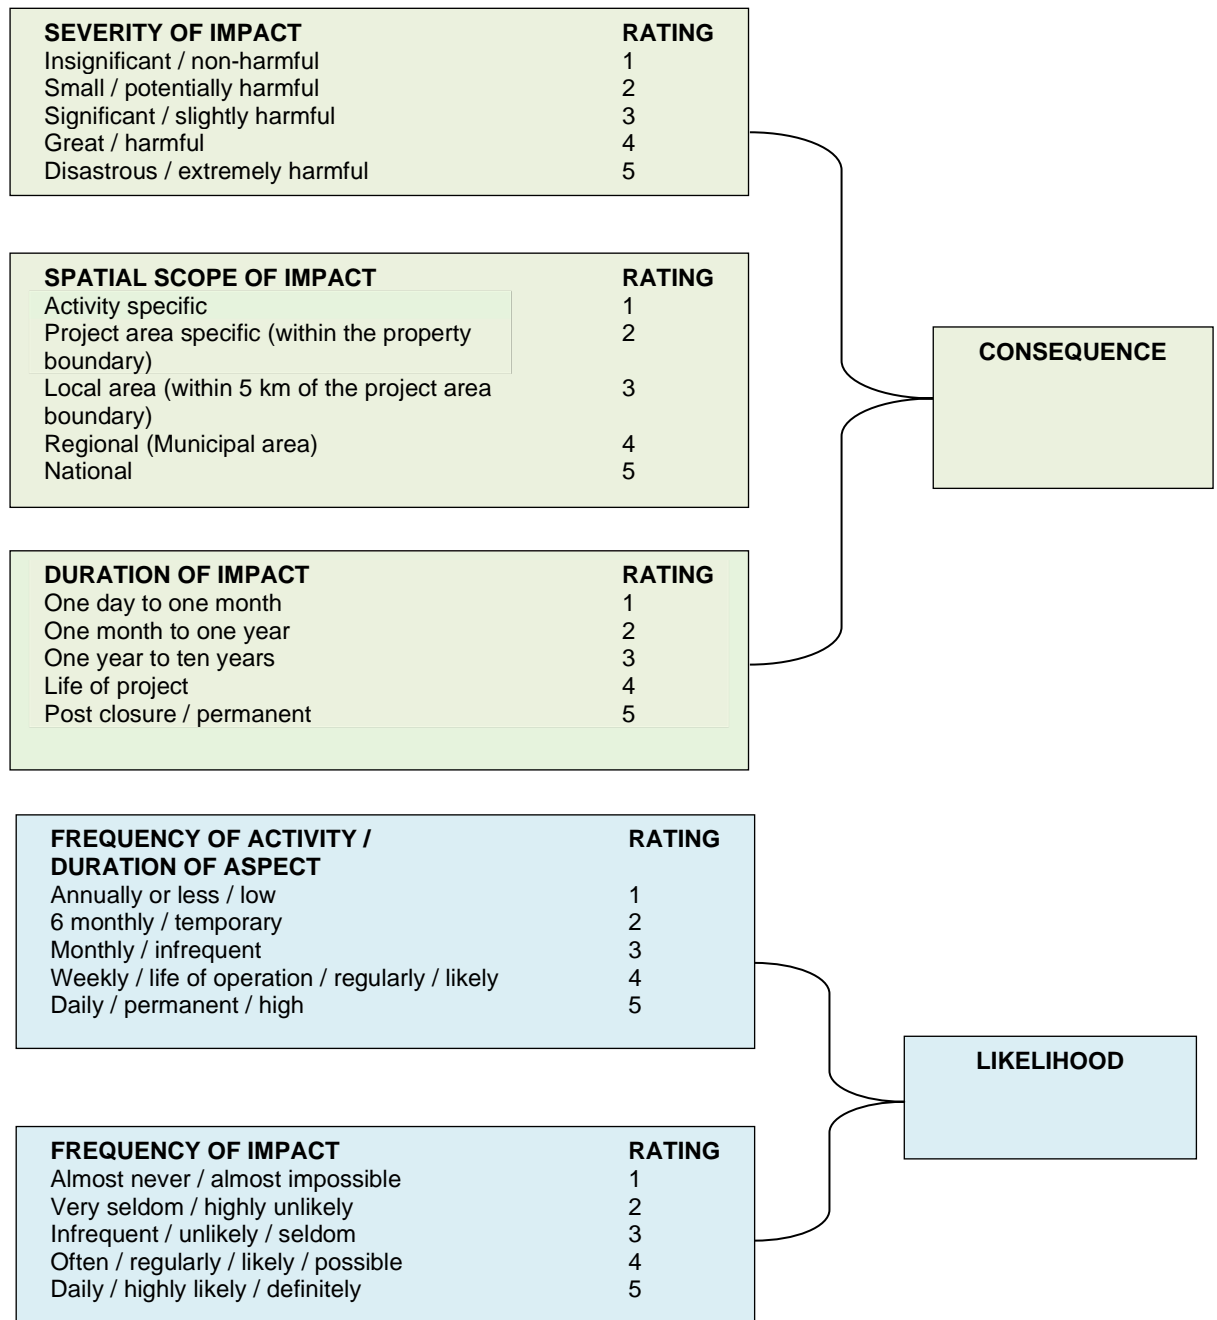 SEVERITY OF IMPACT RATING
Insignificant / non-harmful 1
Small / potentially harmful 2
Significant / slightly harmful 3
Great / harmful 4
Disastrous / extremely harmful 5
SPATIAL SCOPE OF IMPACT RATING
Activity specific 1
Project area specific (within the property 2
boundary)
Local area (within 5 km of the project area 3
boundary)
Regional (Municipal area) 4
National 5
CONSEQUENCE
DURATION OF IMPACT RATING
One day to one month 1
One month to one year 2
One year to ten years 3
Life of project 4
Post closure / permanent 5
FREQUENCY OF ACTIVITY / RATING
DURATION OF ASPECT
Annually or less / low 1
6 monthly / temporary 2
Monthly / infrequent 3
Weekly / life of operation / regularly / likely 4
Daily / permanent / high 5
LIKELIHOOD
FREQUENCY OF IMPACT RATING
Almost never / almost impossible 1
Very seldom / highly unlikely 2
Infrequent / unlikely / seldom 3
Often / regularly / likely / possible 4
Daily / highly likely / definitely 5